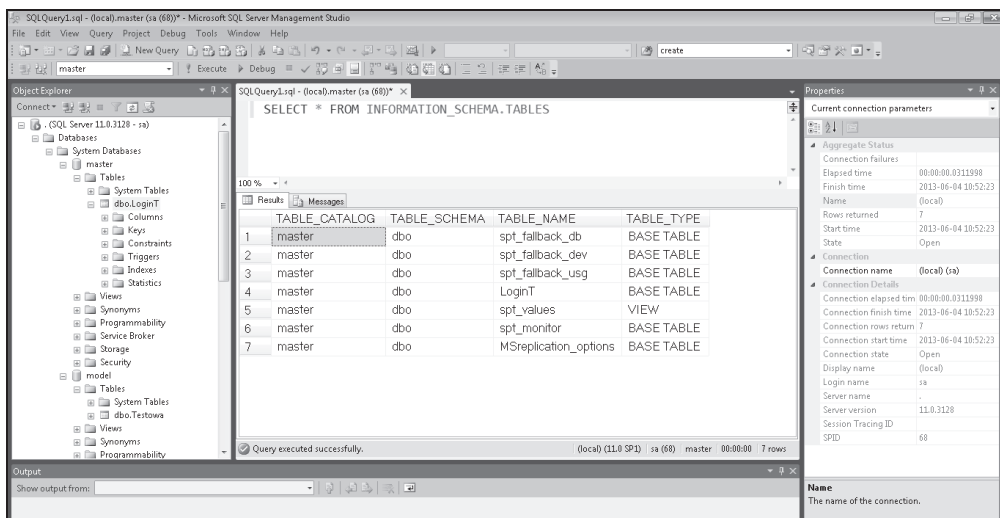 SQLQuery1.sql - (local).master (sa (68))* - Microsoft SQL Server Management Studio
File Edit View Query Project Debug Tools Window Help
New Query
create
master
Execute
Debug
Object Explorer
Connect
. (SQL Server 11.0.3128 - sa)
Databases
System Databases
master
Tables
System Tables
dbo.LoginT
Columns
Keys
Constraints
Triggers
Indexes
Statistics
Views
Synonyms
Programmability
Service Broker
Storage
Security
model
Tables
System Tables
dbo.Testowa
Views
Synonyms
Programmability
SQLQuery1.sql - (local).master (sa (68))*
SELECT * FROM INFORMATION_SCHEMA.TABLES
100 %
Results Messages
TABLE_CATALOG TABLE_SCHEMA TABLE_NAME TABLE_TYPE
1 master dbo spt_fallback_db BASE TABLE
2 master dbo spt_fallback_dev BASE TABLE
3 master dbo spt_fallback_usg BASE TABLE
4 master dbo LoginT BASE TABLE
5 master dbo spt_values VIEW
6 master dbo spt_monitor BASE TABLE
7 master dbo MSreplication_options BASE TABLE
Query executed successfully.
(local) (11.0 SP1) sa (68) master 00:00:00 7 rows
Properties
Current connection parameters
Aggregate Status
Connection failures
Elapsed time 00:00:00.0311998
Finish time 2013-06-04 10:52:23
Name (local)
Rows returned 7
Start time 2013-06-04 10:52:23
State Open
Connection
Connection name (local) (sa)
Connection Details
Connection elapsed tim 00:00:00.0311998
Connection finish time 2013-06-04 10:52:23
Connection rows return 7
Connection start time 2013-06-04 10:52:23
Connection state Open
Display name (local)
Login name sa
Server name .
Server version 11.0.3128
Session Tracing ID
SPID 68
Name
The name of the connection.
Output
Show output from: